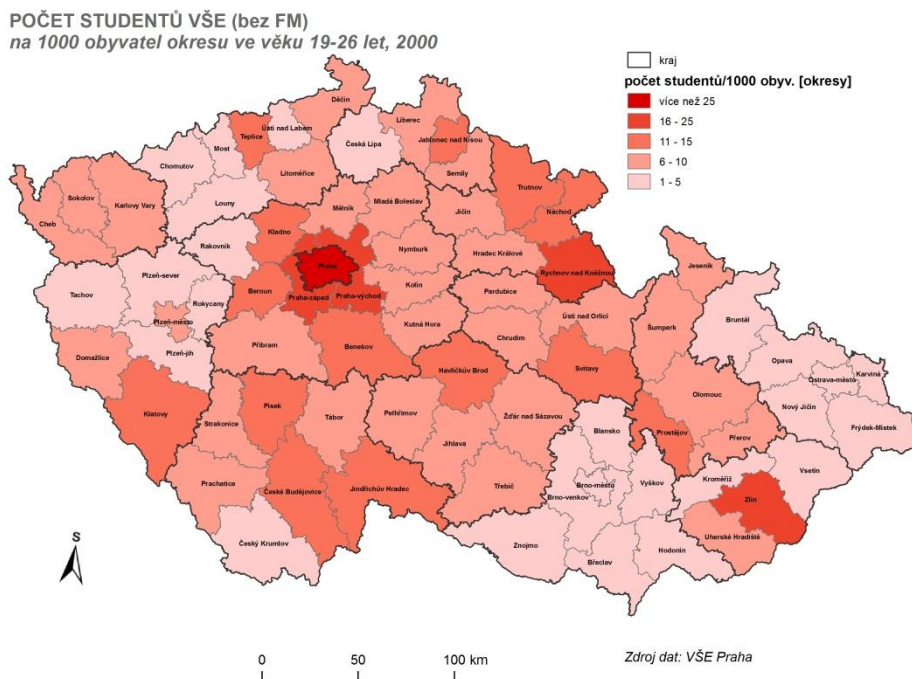 POČET STUDENTŮ VŠE (bez FM)
na 1000 obyvatel okresu ve věku 19-26 let, 2000
kraj
počet studentů/1000 obyv. [okresy]
více než 25
16 - 25
11 - 15
6 - 10
1 - 5
Děčín
Liberec
Teplice
Ústí nad Labem
Česká Lípa
Jablonec nad Nisou
Most
Chomutov
Litoměřice
Semily
Trutnov
Sokolov
Karlovy Vary
Louny
Mělník
Mladá Boleslav
Jičín
Náchod
Cheb
Kladno
Rakovník
Nymburk
Hradec Králové
Praha
Rychnov nad Kněžnou
Jeseník
Plzeň-sever
Tachov
Beroun
Praha-západ
Praha-východ
Kolín
Pardubice
Rokycany
Bruntál
Plzeň-město
Kutná Hora
Ústí nad Orlicí
Šumperk
Chrudim
Příbram
Benešov
Plzeň-jih
Domažlice
Opava
Karviná
Havlíčkův Brod
Svitavy
Ostrava-město
Olomouc
Nový Jičín
Klatovy
Písek
Tábor
Pelhřimov
Žďár nad Sázavou
Strakonice
Prostějov
Frýdek-Místek
Blansko
Přerov
Jihlava
Vsetín
Prachatice
České Budějovice
Jindřichův Hradec
Třebíč
Brno-město
Vyškov
Kroměříž
Brno-venkov
Zlín
Uherské Hradiště
Český Krumlov
Znojmo
Hodonín
Břeclav
S
0 50 100 km
Zdroj dat: VŠE Praha